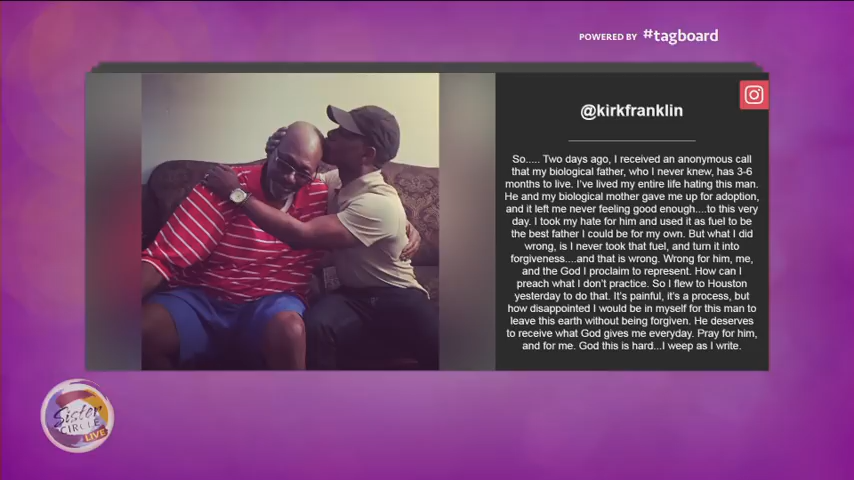 POWERED BY #tagboard
@kirkfranklin
So..... Two days ago, I received an anonymous call
that my biological father, who I never knew, has 3-6
months to live. I've lived my entire life hating this man.
He and my biological mother gave me up for adoption,
and it left me never feeling good enough....to this very
day. I took my hate for him and used it as fuel to be
the best father I could be for my own. But what I did
wrong, is I never took that fuel, and turn it into
forgiveness....and that is wrong. Wrong for him, me,
and the God I proclaim to represent. How can I
preach what I don't practice. So I flew to Houston
yesterday to do that. It's painful, it's a process, but
how disappointed I would be in myself for this man to
leave this earth without being forgiven. He deserves
to receive what God gives me everyday. Pray for him,
and for me. God this is hard...I weep as I write.
Sister
CIRCLE
LIVE